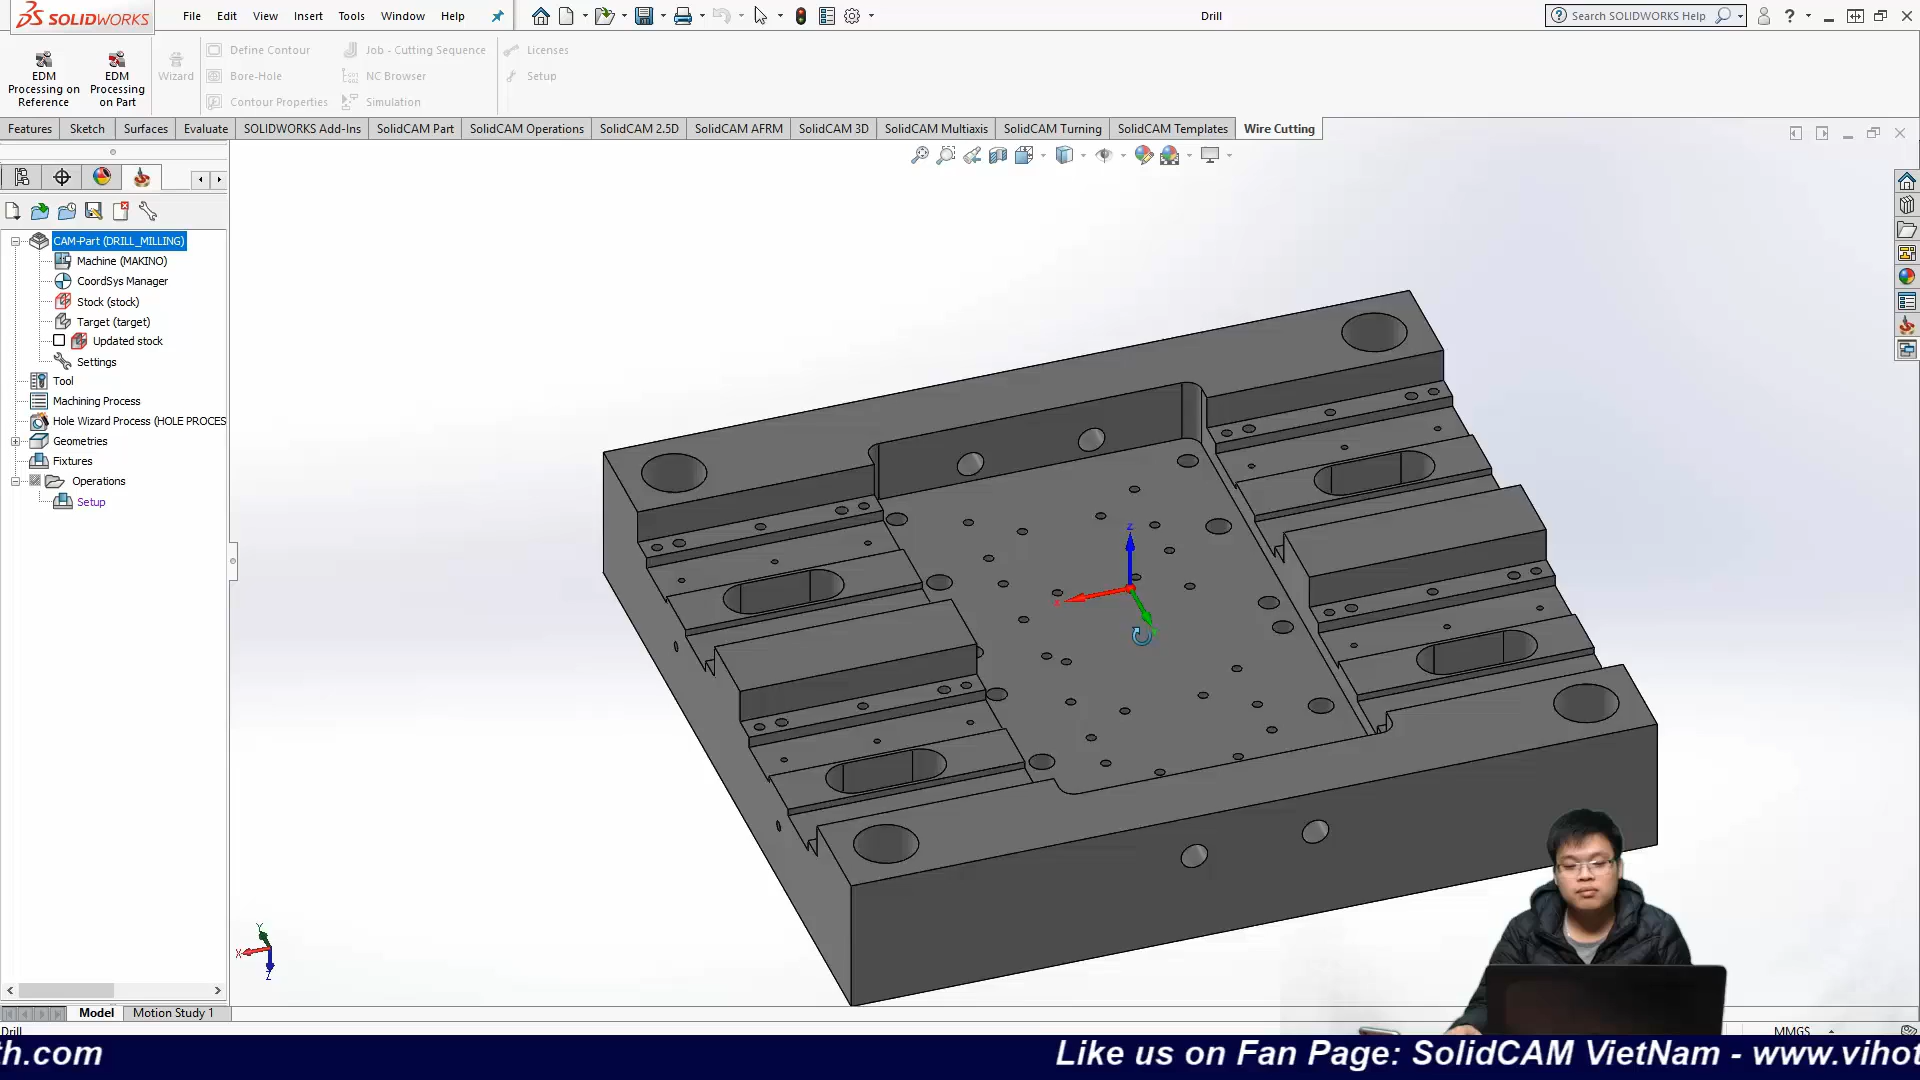 SOLIDWORKS
File Edit View Insert Tools Window Help
Drill
Search SOLIDWORKS Help
EDM Processing on Reference
EDM Processing on Part
Wizard
Define Contour
Bore-Hole
Contour Properties
Job - Cutting Sequence
NC Browser
Simulation
Licenses
Setup
Features Sketch Surfaces Evaluate SOLIDWORKS Add-Ins SolidCAM Part SolidCAM Operations SolidCAM 2.5D SolidCAM AFRM SolidCAM 3D SolidCAM Multiaxis SolidCAM Turning SolidCAM Templates Wire Cutting
CAM-Part (DRILL_MILLING)
Machine (MAKINO)
CoordSys Manager
Stock (stock)
Target (target)
Updated stock
Settings
Tool
Machining Process
Hole Wizard Process (HOLE PROCES
Geometries
Fixtures
Operations
Setup
Z
X
Y
X
Z
Model Motion Study 1
Drill
MMGS
th.com Like us on Fan Page: SolidCAM VietNam - www.vihot